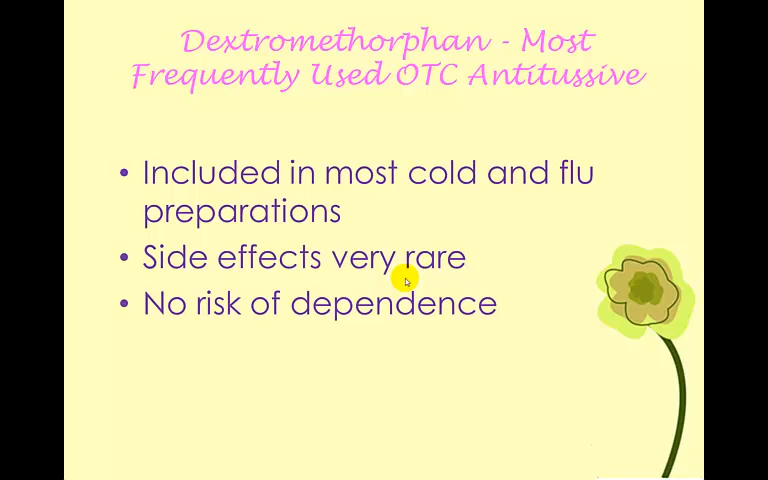 Dextromethorphan - Most
Frequently Used OTC Antitussive
• Included in most cold and flu
preparations
• Side effects very rare
• No risk of dependence